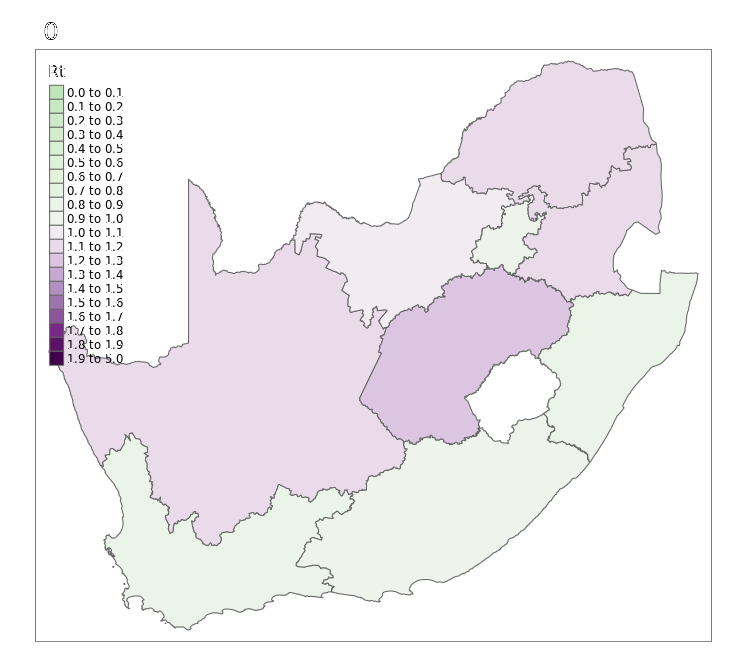 0
Rt
0.0 to 0.1
0.1 to 0.2
0.2 to 0.3
0.3 to 0.4
0.4 to 0.5
0.5 to 0.6
0.6 to 0.7
0.7 to 0.8
0.8 to 0.9
0.9 to 1.0
1.0 to 1.1
1.1 to 1.2
1.2 to 1.3
1.3 to 1.4
1.4 to 1.5
1.5 to 1.6
1.6 to 1.7
1.7 to 1.8
1.8 to 1.9
1.9 to 5.0